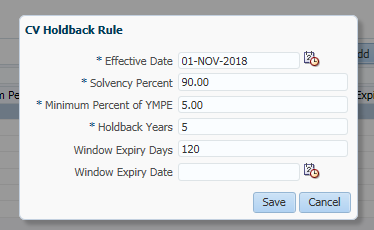 CV Holdback Rule
* Effective Date 01-NOV-2018
* Solvency Percent 90.00
* Minimum Percent of YMPE 5.00
* Holdback Years 5
Window Expiry Days 120
Window Expiry Date
Save Cancel